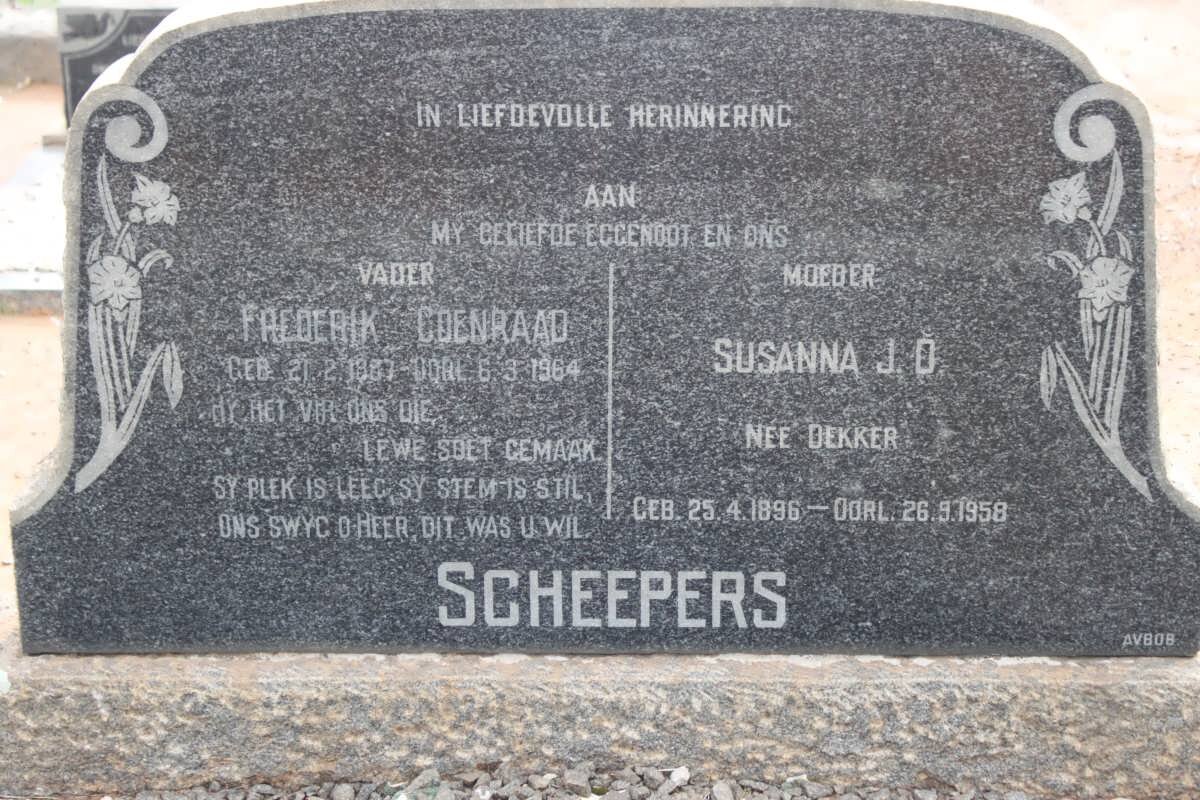 IN LIEFDEVOLLE HERINNERING
AAN
MY GELIEFDE EGGENOOT EN ONS
VADER
FREDERIK COENRAAD
GEB. 21.2.1887 - OORL. 6.3.1964
HY HET VIR ONS DIE,
LEWE SOET GEMAAK.
SY PLEK IS LEEG, SY STEM IS STIL,
ONS SWYG O HEER, DIT WAS U WIL.
MOEDER
SUSANNA J. D.
NEE DEKKER
GEB. 25.4.1896 — OORL. 26.9.1958
SCHEEPERS
AVBOB